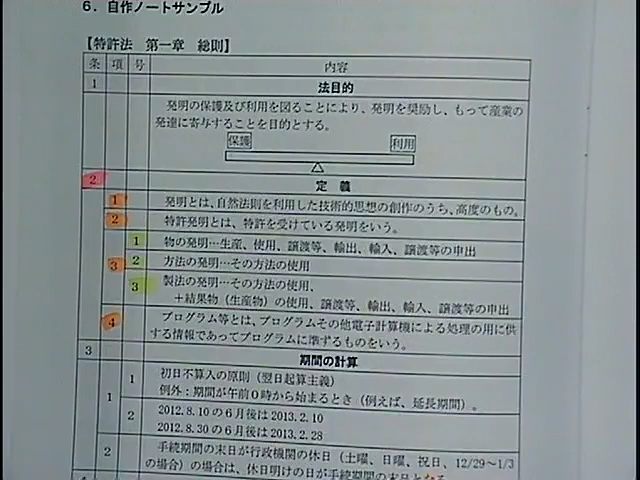 6．自作ノートサンプル
【特許法　第一章　総則】
条 項 号 内容
1 法目的
発明の保護及び利用を図ることにより、発明を奨励し、もって産業の
発達に寄与することを目的とする。
保護 利用
2 定　義
1 発明とは、自然法則を利用した技術的思想の創作のうち、高度のもの。
2 特許発明とは、特許を受けている発明をいう。
1 物の発明…生産、使用、譲渡等、輸出、輸入、譲渡等の申出
3 2 方法の発明…その方法の使用
3 製法の発明…その方法の使用、
＋結果物（生産物）の使用、譲渡等、輸出、輸入、譲渡等の申出
4 プログラム等とは、プログラムその他電子計算機による処理の用に供
する情報であってプログラムに準ずるものをいう。
3 期間の計算
1 1 初日不算入の原則（翌日起算主義）
例外：期間が午前0時から始まるとき（例えば、延長期間）。
2 2012.8.10の6月後は2013.2.10
2012.8.30の6月後は2013.2.28
2 手続期間の末日が行政機関の休日（土曜、日曜、祝日、12/29～1/3
の場合）の場合は、休日明けの日が手続期間の末日となる
4